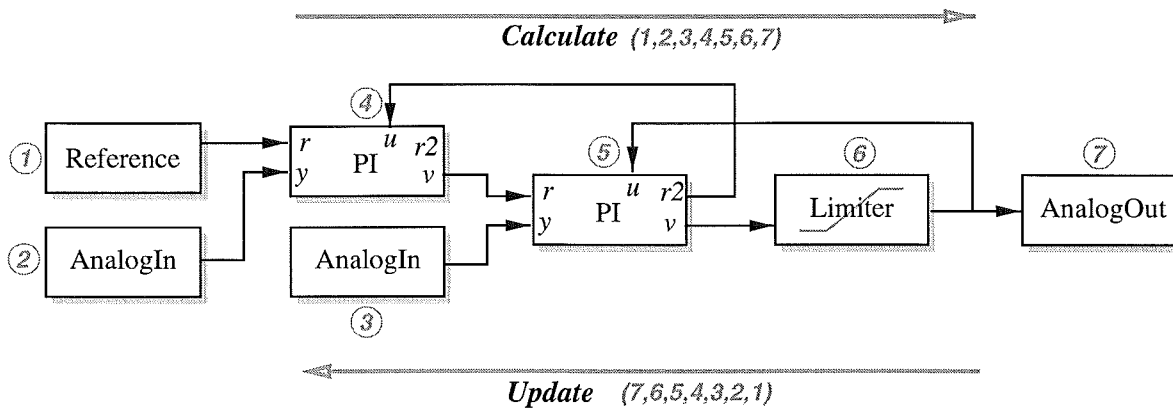 Calculate (1,2,3,4,5,6,7)
1
Reference
2
AnalogIn
4
r
y
u
PI
r2
v
AnalogIn
3
5
r
y
u
PI
r2
v
6
Limiter
7
AnalogOut
Update (7,6,5,4,3,2,1)